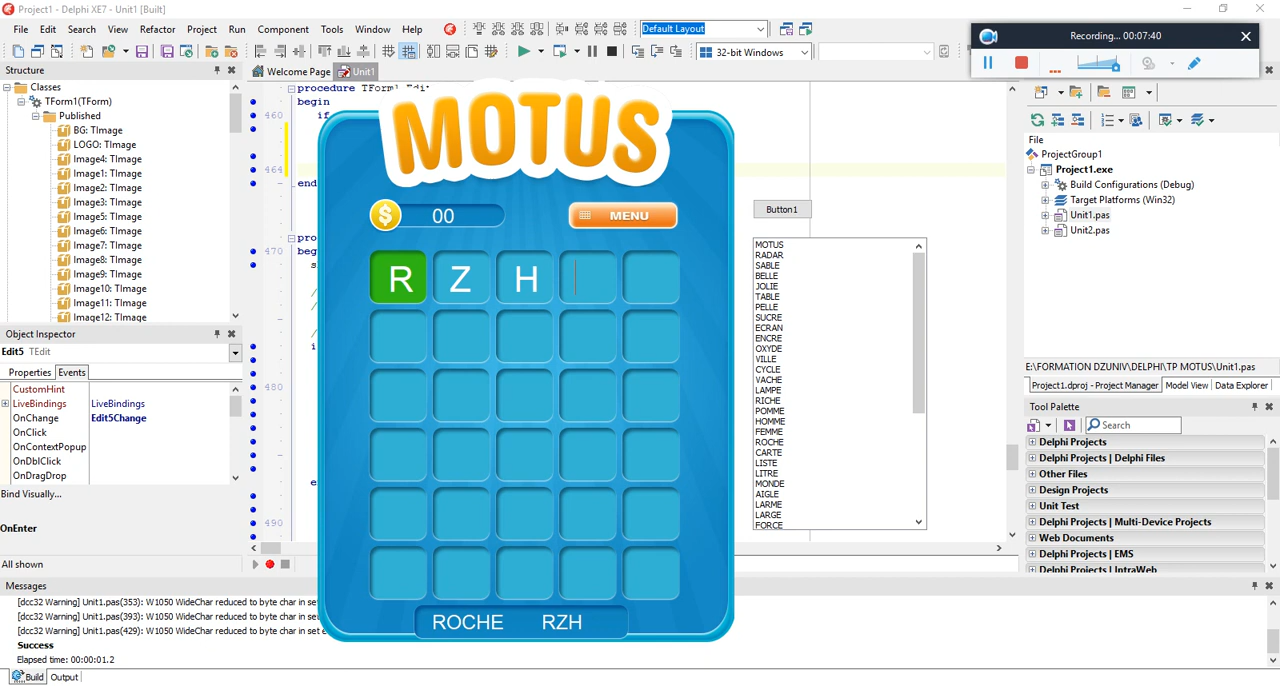 Project1 - Delphi XE7 - Unit1 [Built]
File Edit Search View Refactor Project Run Component Tools Window Help
Default Layout
Recording... 00:07:40
32-bit Windows
Structure
Welcome Page Unit1
Classes
TForm1(TForm)
Published
BG: TImage
LOGO: TImage
Image4: TImage
Image1: TImage
Image2: TImage
Image3: TImage
Image5: TImage
Image6: TImage
Image7: TImage
Image8: TImage
Image9: TImage
Image10: TImage
Image11: TImage
Image12: TImage
procedure TForm1.Edit
begin
460
464
end
470
480
490
MOTUS
$ 00 MENU
R Z H
ROCHE RZH
Button1
MOTUS
RADAR
SABLE
BELLE
JOLIE
TABLE
PELLE
SUCRE
ECRAN
ENCRE
OXYDE
VILLE
CYCLE
VACHE
LAMPE
RICHE
POMME
HOMME
FEMME
ROCHE
CARTE
LISTE
LITRE
MONDE
AIGLE
LARME
LARGE
FORCE
File
ProjectGroup1
Project1.exe
Build Configurations (Debug)
Target Platforms (Win32)
Unit1.pas
Unit2.pas
E:\FORMATION DZUNIV\DELPHI\TP MOTUS\Unit1.pas
Project1.dproj - Project Manager Model View Data Explorer
Tool Palette
Search
Delphi Projects
Delphi Projects | Delphi Files
Other Files
Design Projects
Unit Test
Delphi Projects | Multi-Device Projects
Web Documents
Delphi Projects | EMS
Delphi Projects | IntraWeb
Object Inspector
Edit5 TEdit
Properties Events
CustomHint
LiveBindings LiveBindings
OnChange Edit5Change
OnClick
OnContextPopup
OnDblClick
OnDragDrop
Bind Visually...
OnEnter
All shown
Messages
[dcc32 Warning] Unit1.pas(353): W1050 WideChar reduced to byte char in set
[dcc32 Warning] Unit1.pas(393): W1050 WideChar reduced to byte char in set
[dcc32 Warning] Unit1.pas(429): W1050 WideChar reduced to byte char in set e
Success
Elapsed time: 00:00:01.2
Build Output